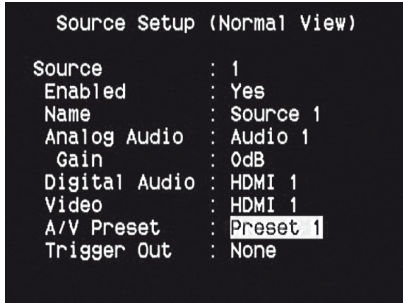 Source Setup (Normal View)
Source : 1
Enabled : Yes
Name : Source 1
Analog Audio : Audio 1
Gain : 0dB
Digital Audio : HDMI 1
Video : HDMI 1
A/V Preset : Preset 1
Trigger Out : None